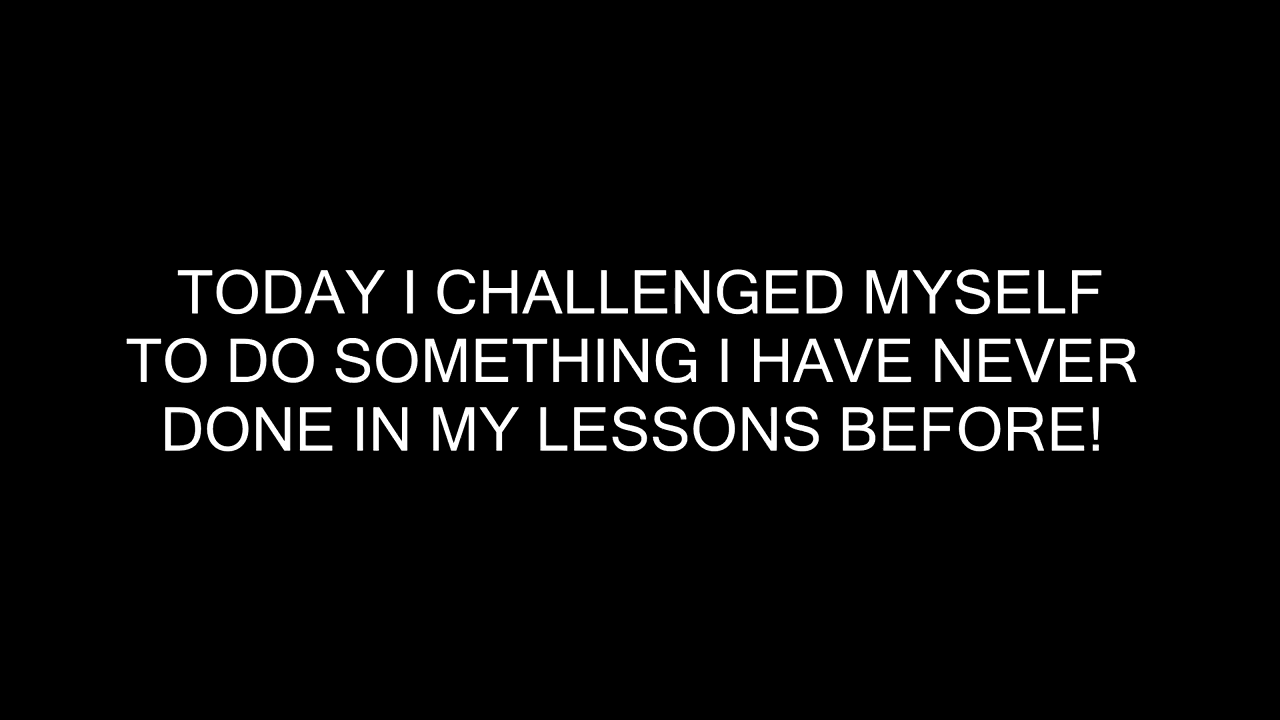 TODAY I CHALLENGED MYSELF
TO DO SOMETHING I HAVE NEVER
DONE IN MY LESSONS BEFORE!